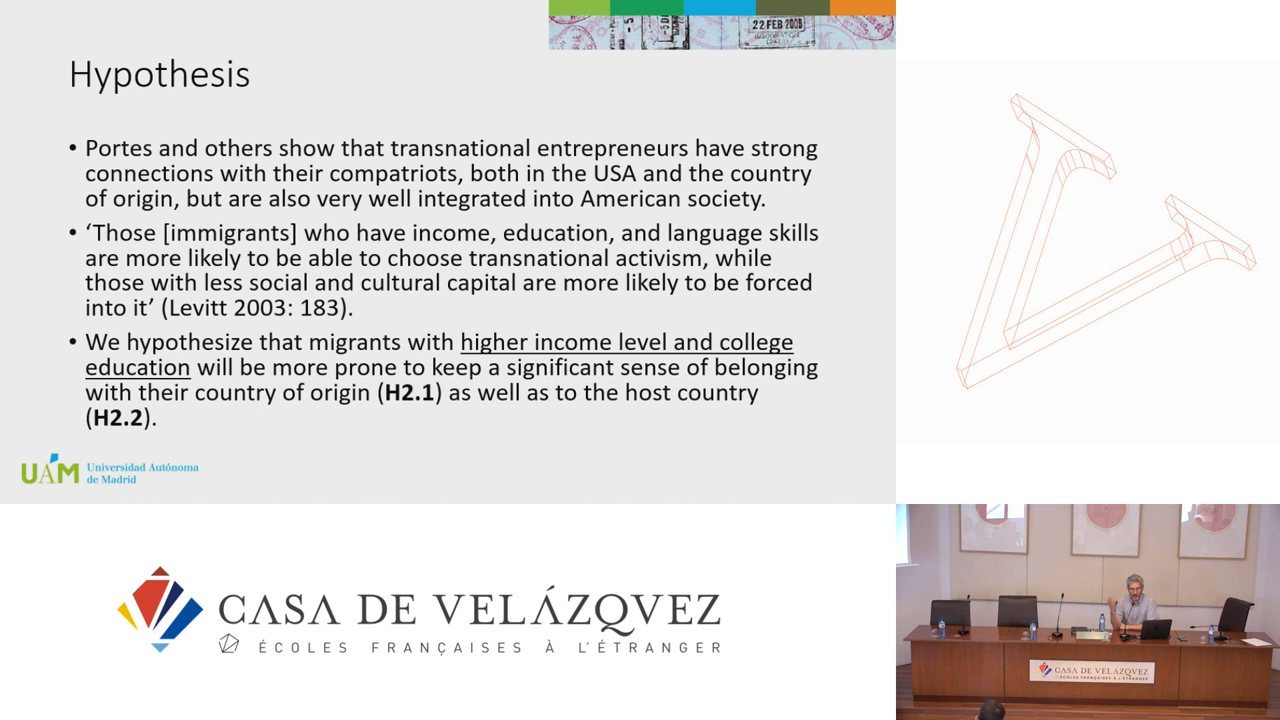 22 FEB 2005
Hypothesis
• Portes and others show that transnational entrepreneurs have strong
connections with their compatriots, both in the USA and the country
of origin, but are also very well integrated into American society.
• ‘Those [immigrants] who have income, education, and language skills
are more likely to be able to choose transnational activism, while
those with less social and cultural capital are more likely to be forced
into it’ (Levitt 2003: 183).
• We hypothesize that migrants with higher income level and college
education will be more prone to keep a significant sense of belonging
with their country of origin (H2.1) as well as to the host country
(H2.2).
UAM Universidad Autónoma
de Madrid
CASA DE VELÁZQVEZ
ÉCOLES FRANÇAISES À L'ÉTRANGER
CASA DE VELÁZQVEZ
ÉCOLES FRANÇAISES À L'ÉTRANGER